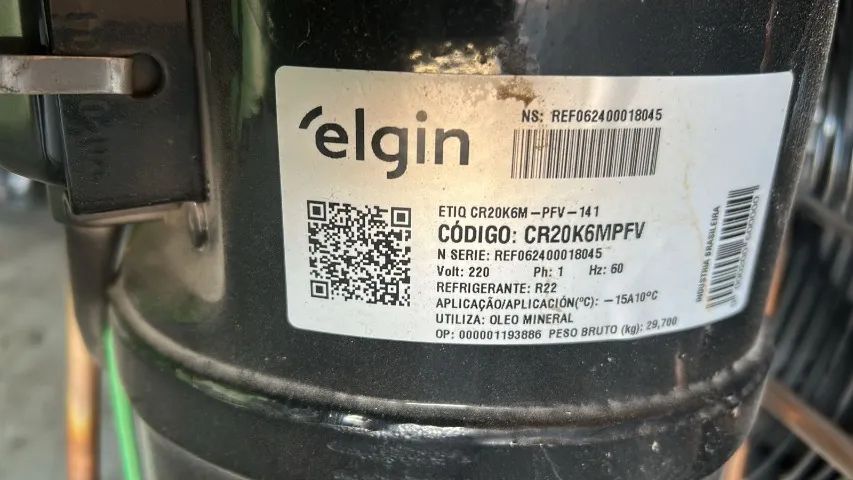 elgin
NS: REF062400018045
ETIQ CR20K6M-PFV-141
CÓDIGO: CR20K6MPFV
N SERIE: REF062400018045
Volt: 220 Ph: 1 Hz: 60
REFRIGERANTE: R22
APLICAÇÃO/APLICACIÓN(ºC): -15A10ºC
UTILIZA: OLEO MINERAL
OP: 000001193886 PESO BRUTO (kg): 29,700
INDUSTRIA BRASILEIRA